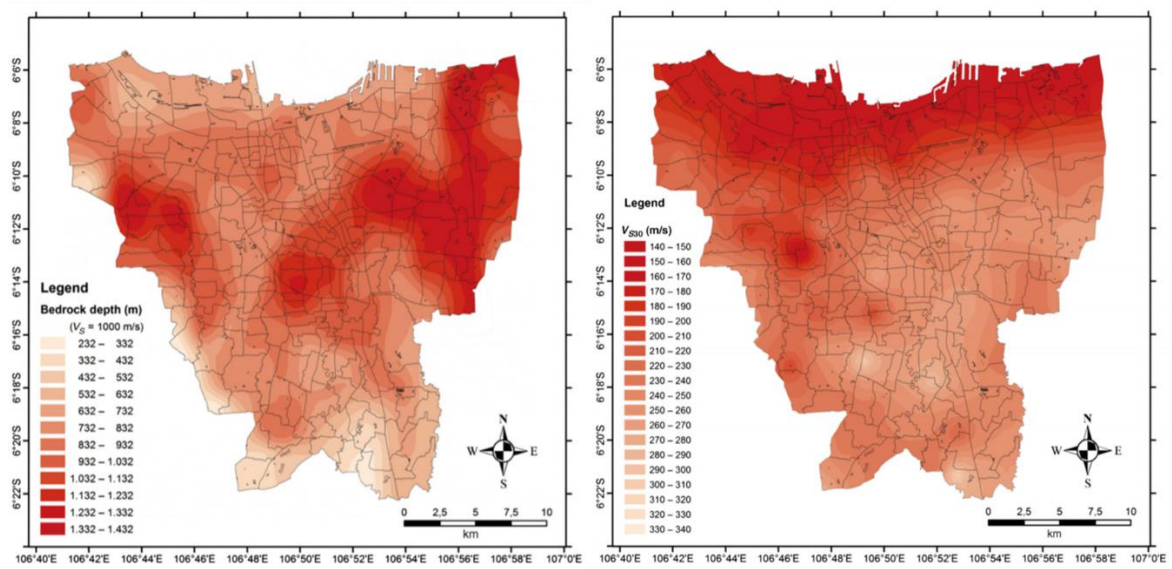 6°6'S
6°8'S
6°10'S
6°12'S
6°14'S
6°16'S
6°18'S
6°20'S
6°22'S
Legend
Bedrock depth (m)
(VS = 1000 m/s)
232 – 332
332 – 432
432 – 532
532 – 632
632 – 732
732 – 832
832 – 932
932 – 1.032
1.032 – 1.132
1.132 – 1.232
1.232 – 1.332
1.332 – 1.432
N
W E
S
0 2,5 5 7,5 10
km
106°40'E 106°42'E 106°44'E 106°46'E 106°48'E 106°50'E 106°52'E 106°54'E 106°56'E 106°58'E 107°0'E
6°6'S
6°8'S
6°10'S
6°12'S
6°14'S
6°16'S
6°18'S
6°20'S
6°22'S
Legend
VS30 (m/s)
140 – 150
150 – 160
160 – 170
170 – 180
180 – 190
190 – 200
200 – 210
210 – 220
220 – 230
230 – 240
240 – 250
250 – 260
260 – 270
270 – 280
280 – 290
290 – 300
300 – 310
310 – 320
320 – 330
330 – 340
N
W E
S
0 2,5 5 7,5 10
km
106°40'E 106°42'E 106°44'E 106°46'E 106°48'E 106°50'E 106°52'E 106°54'E 106°56'E 106°58'E 107°0'E